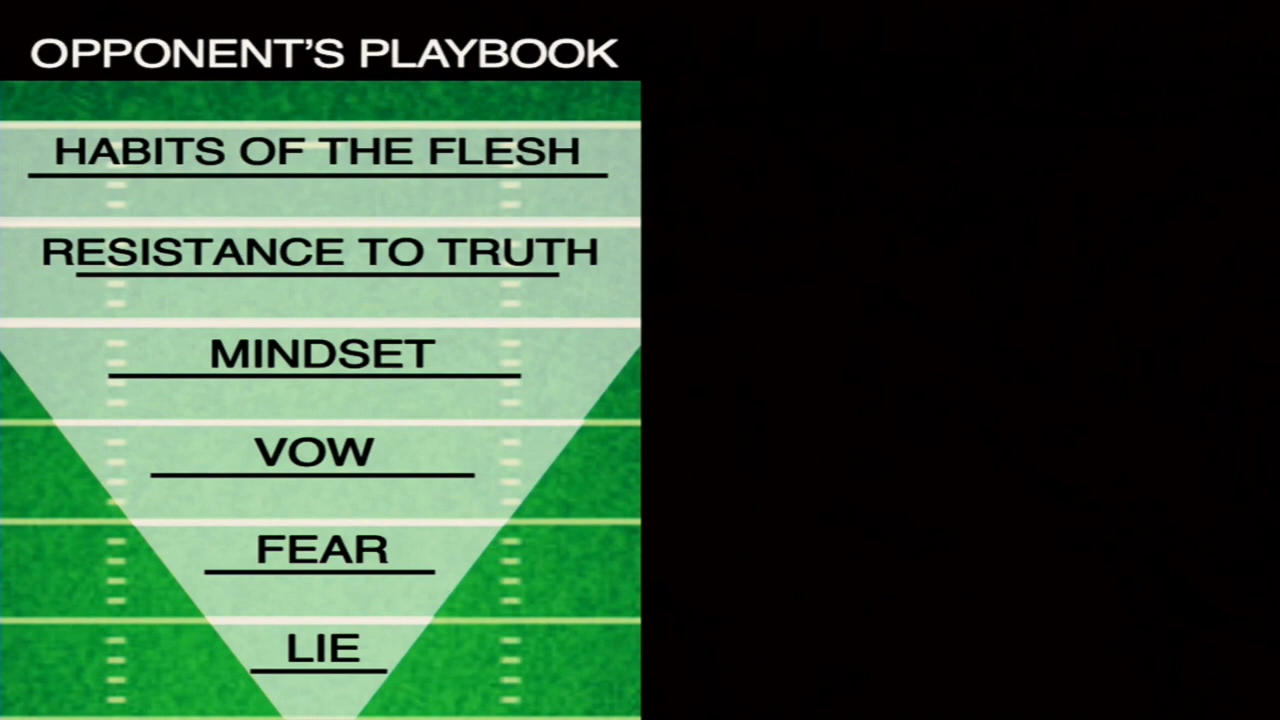 OPPONENT’S PLAYBOOK
HABITS OF THE FLESH
RESISTANCE TO TRUTH
MINDSET
VOW
FEAR
LIE